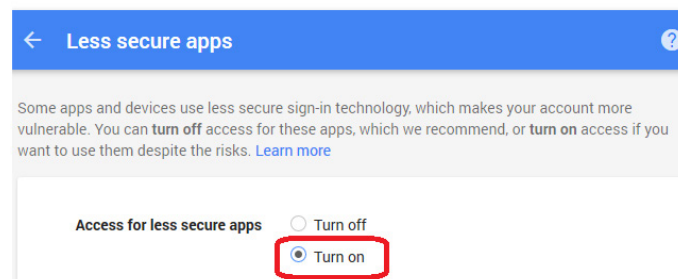 Less secure apps
Some apps and devices use less secure sign-in technology, which makes your account more
vulnerable. You can turn off access for these apps, which we recommend, or turn on access if you
want to use them despite the risks. Learn more
Access for less secure apps
Turn off
Turn on